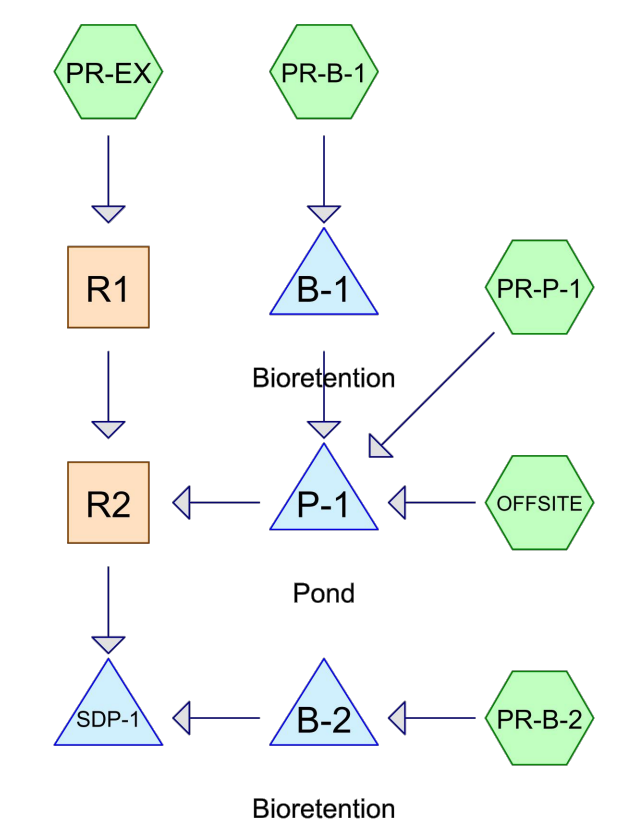 PR-EX
PR-B-1
R1
B-1
PR-P-1
Bioretention
R2
P-1
OFFSITE
Pond
SDP-1
B-2
PR-B-2
Bioretention